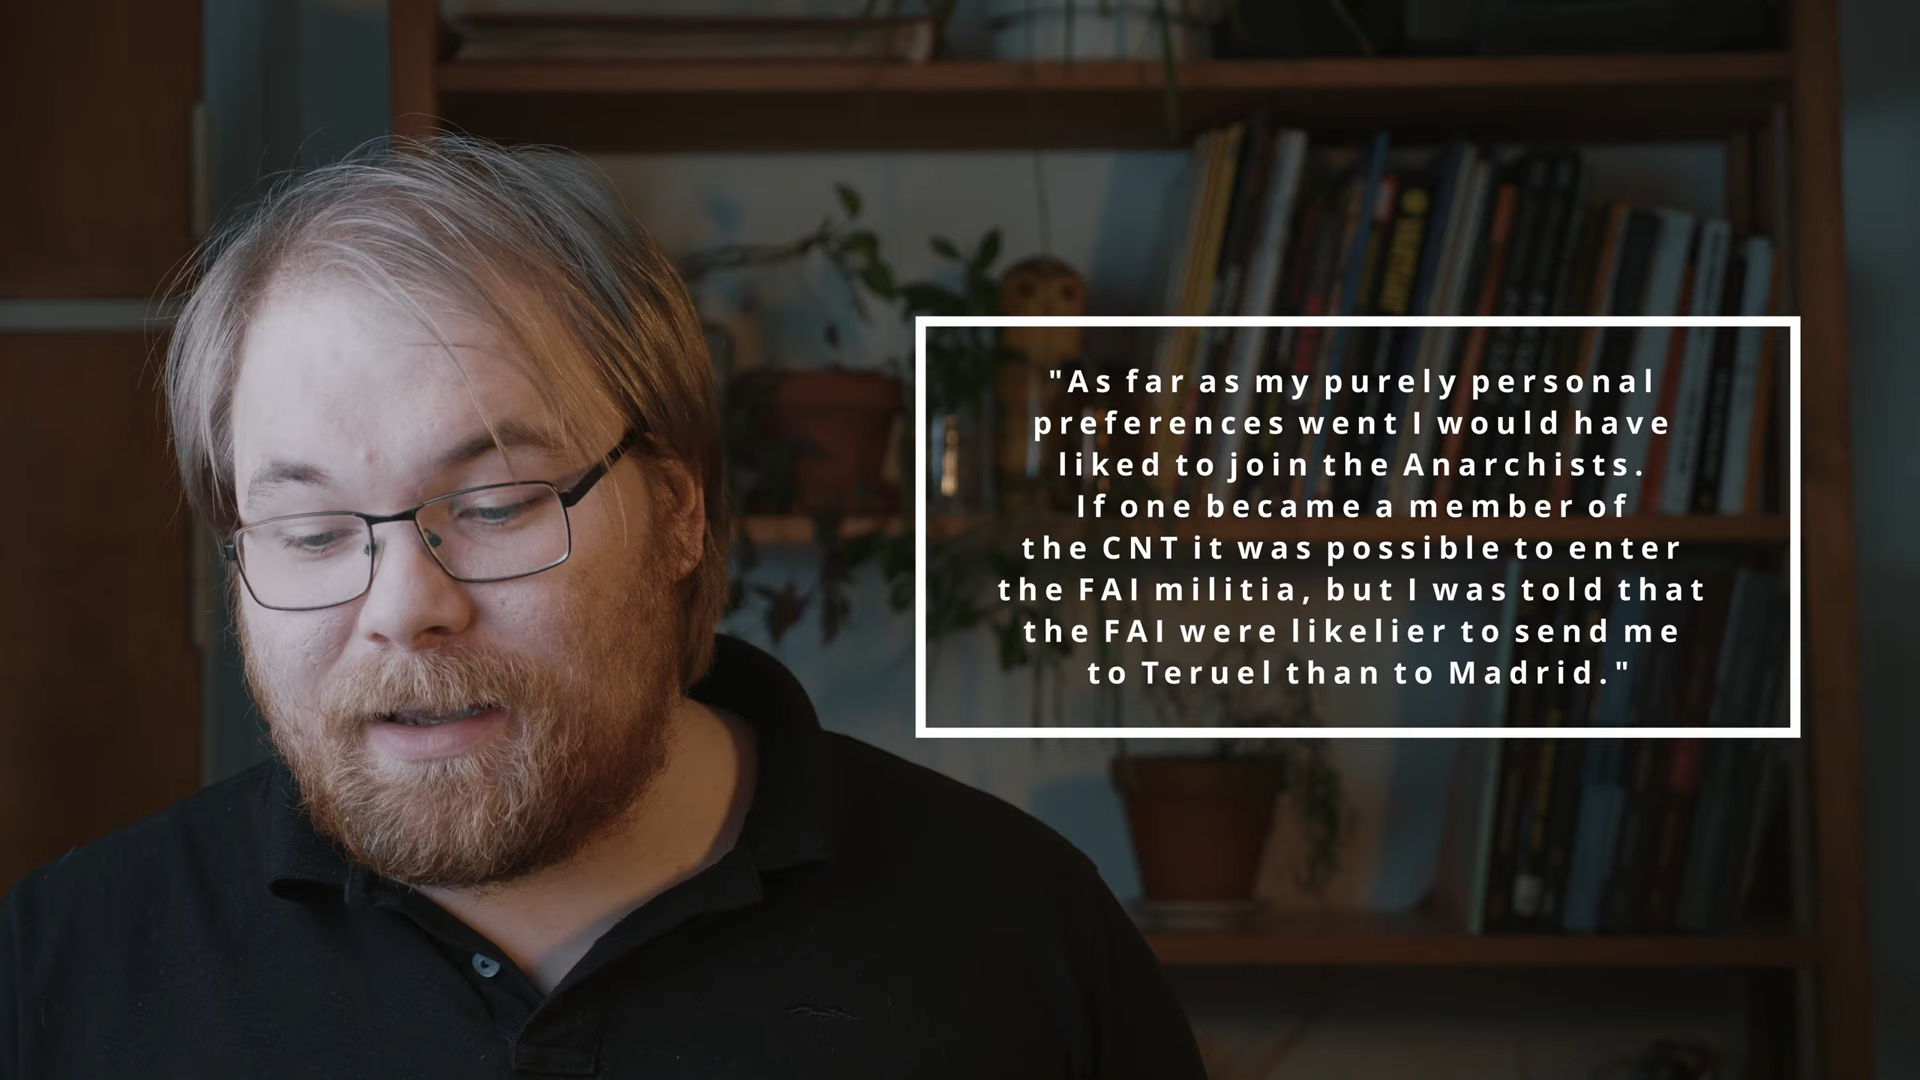 "As far as my purely personal
preferences went I would have
liked to join the Anarchists.
If one became a member of
the CNT it was possible to enter
the FAI militia, but I was told that
the FAI were likelier to send me
to Teruel than to Madrid."